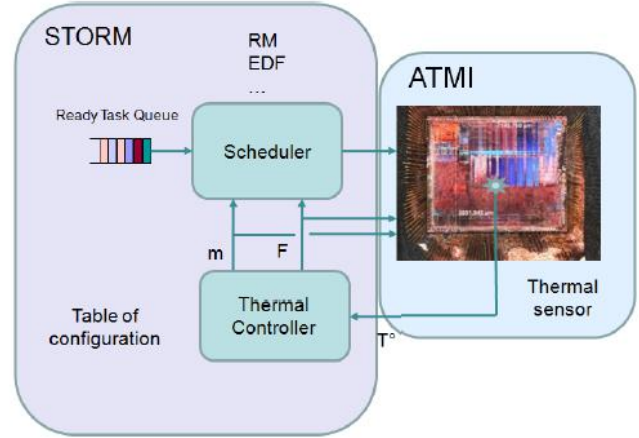 STORM
RM
EDF
...
ATMI
Ready Task Queue
Scheduler
m
F
Thermal
Controller
Table of
configuration
Thermal
sensor
T°